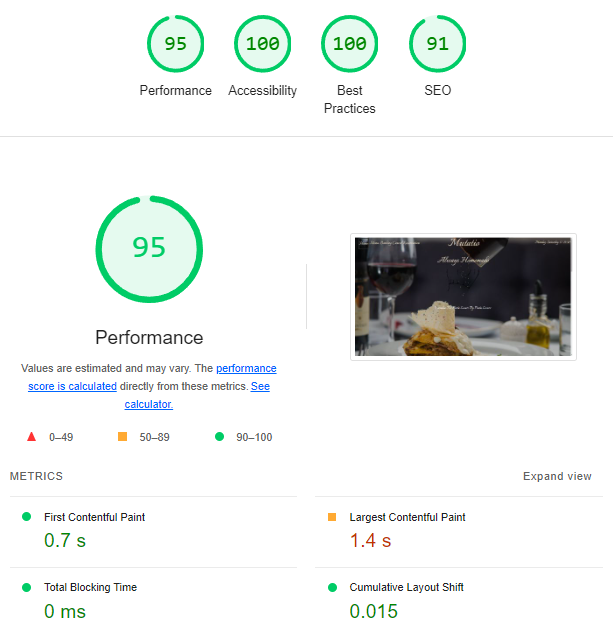 95
100
100
91
Performance
Accessibility
Best
Practices
SEO
95
Performance
Values are estimated and may vary. The performance
score is calculated directly from these metrics. See
calculator.
0–49
50–89
90–100
Mulatio
Always Homemade
METRICS
Expand view
First Contentful Paint
0.7 s
Largest Contentful Paint
1.4 s
Total Blocking Time
0 ms
Cumulative Layout Shift
0.015